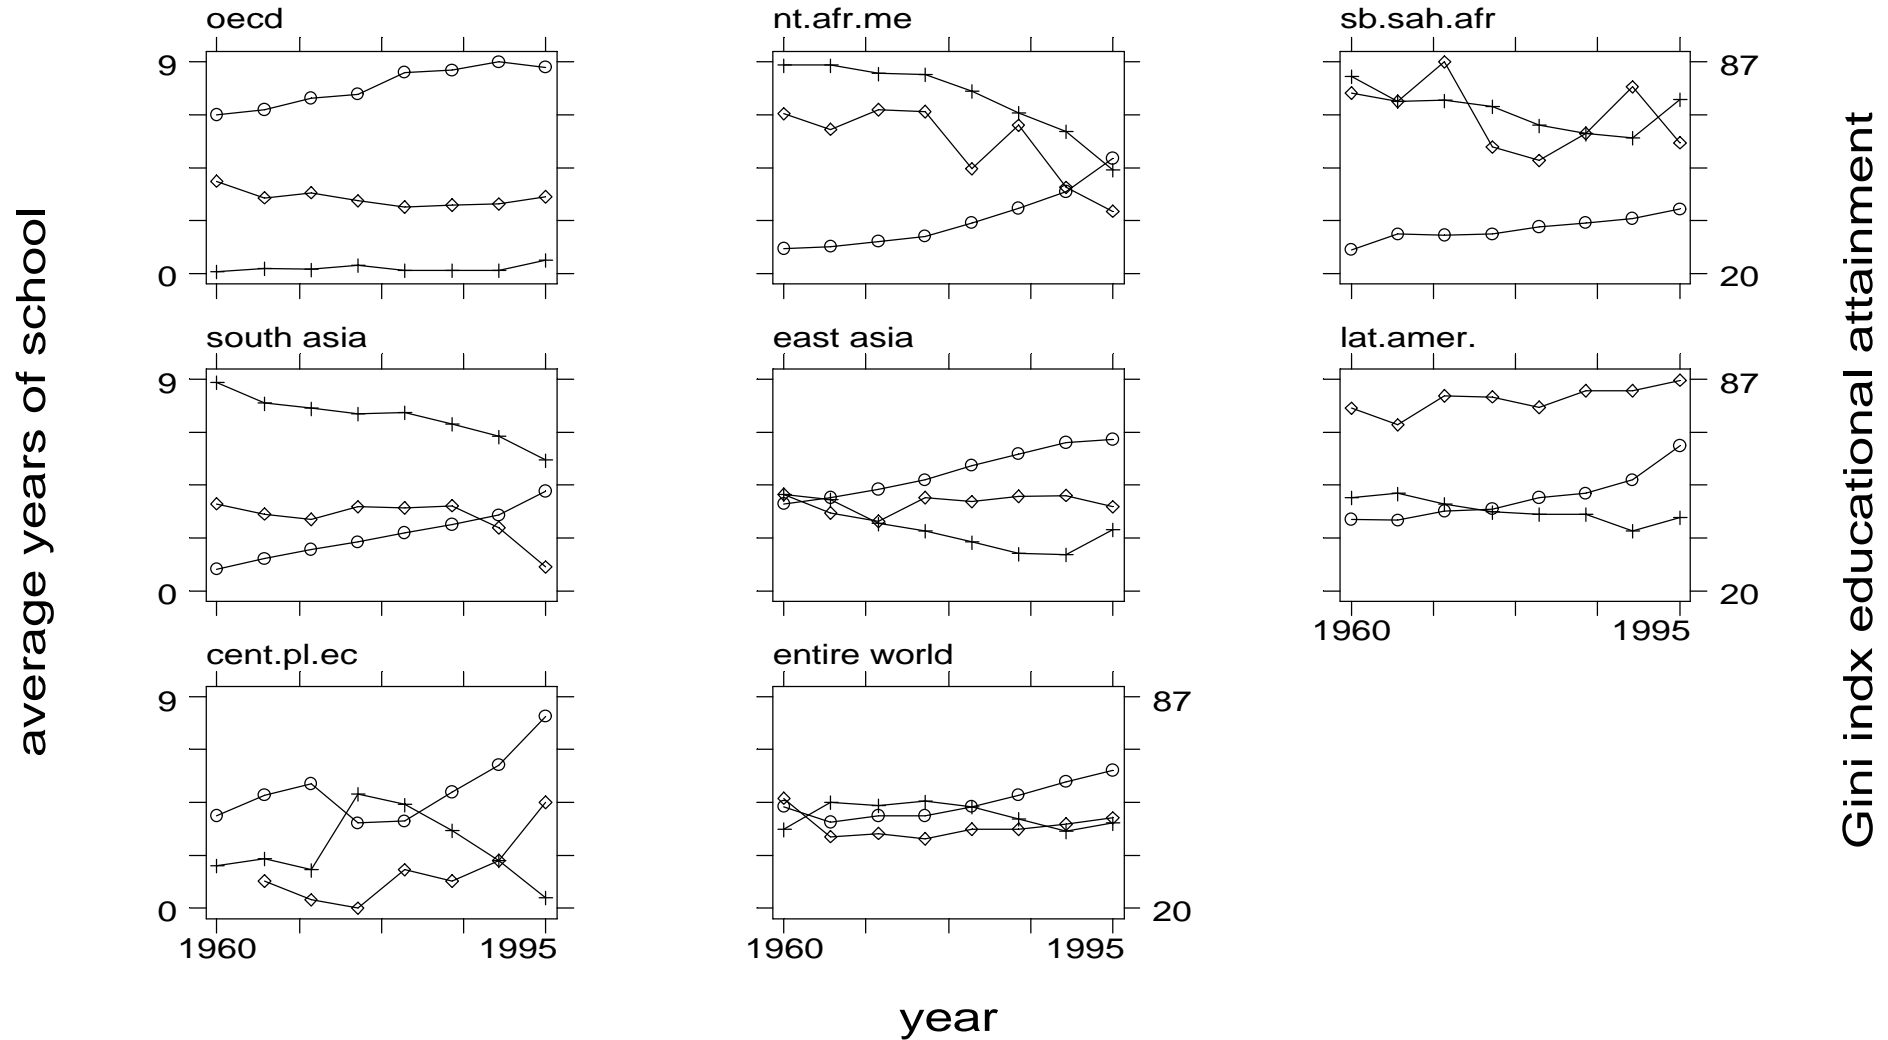 oecd
nt.afr.me
sb.sah.afr
9
0
87
20
south asia
east asia
lat.amer.
9
0
87
20
1960
1995
cent.pl.ec
entire world
9
0
87
20
1960
1995
1960
1995
year
average years of school
Gini indx educational attainment